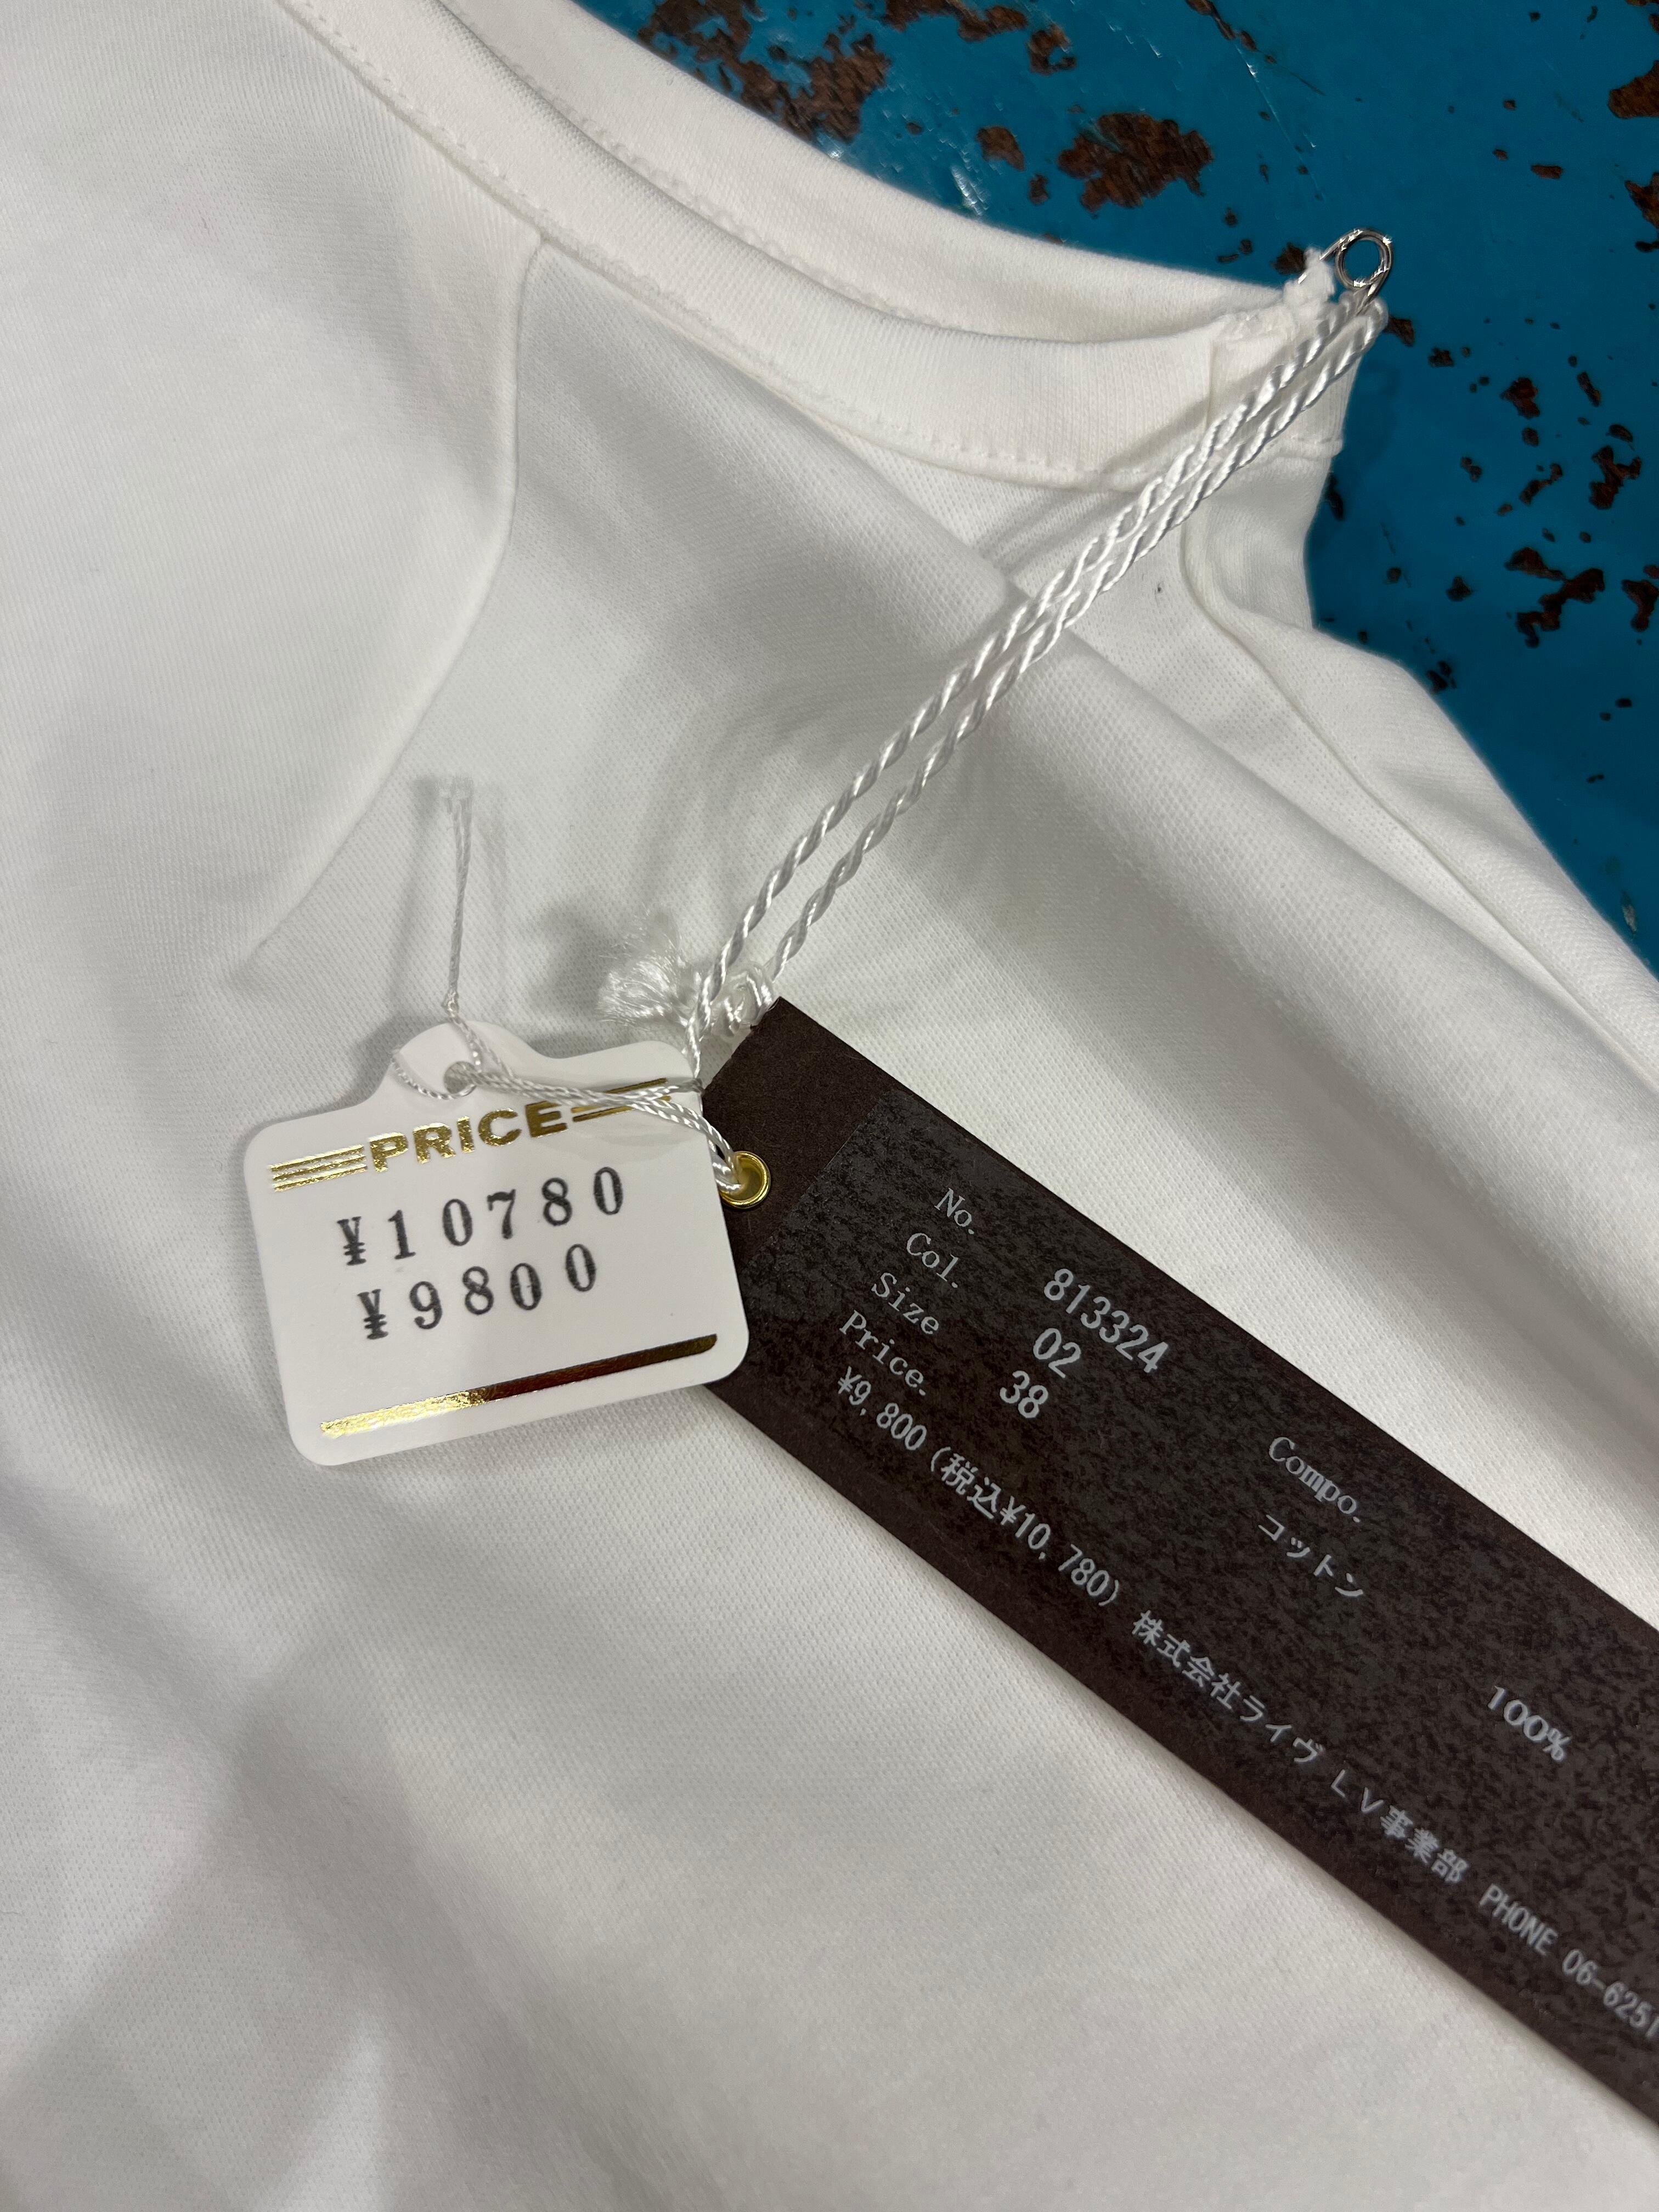 PRICE
¥10780
¥9800
No. 813324
Col. 02
Size 38
Price.
¥9,800(税込¥10,780) 株式会社ライヴ LV事業部 PHONE 06-6251
Compo.
コットン 100%